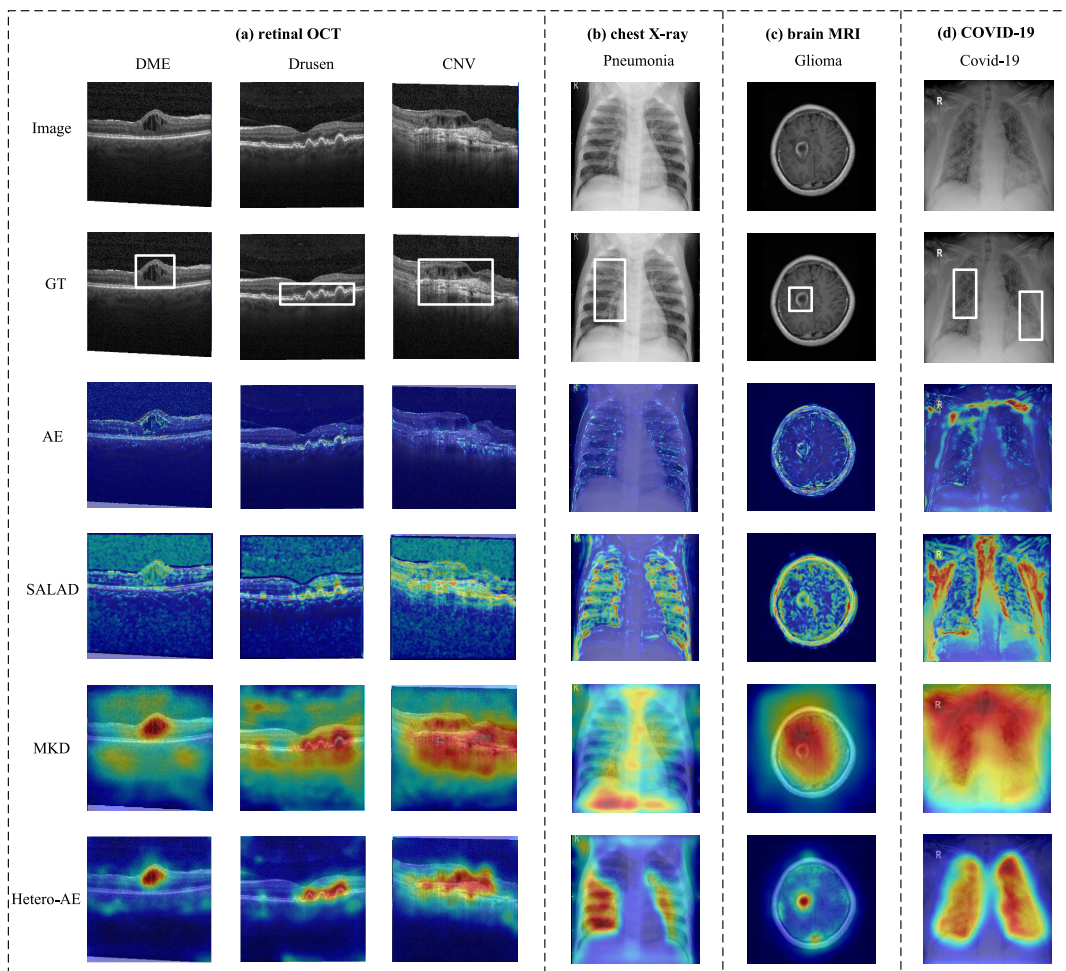 (a) retinal OCT (b) chest X-ray (c) brain MRI (d) COVID-19
DME Drusen CNV Pneumonia Glioma Covid-19
Image
R
R
GT
R
R
AE
R
R
SALAD
R
R
MKD
R
R
Hetero-AE
R
R